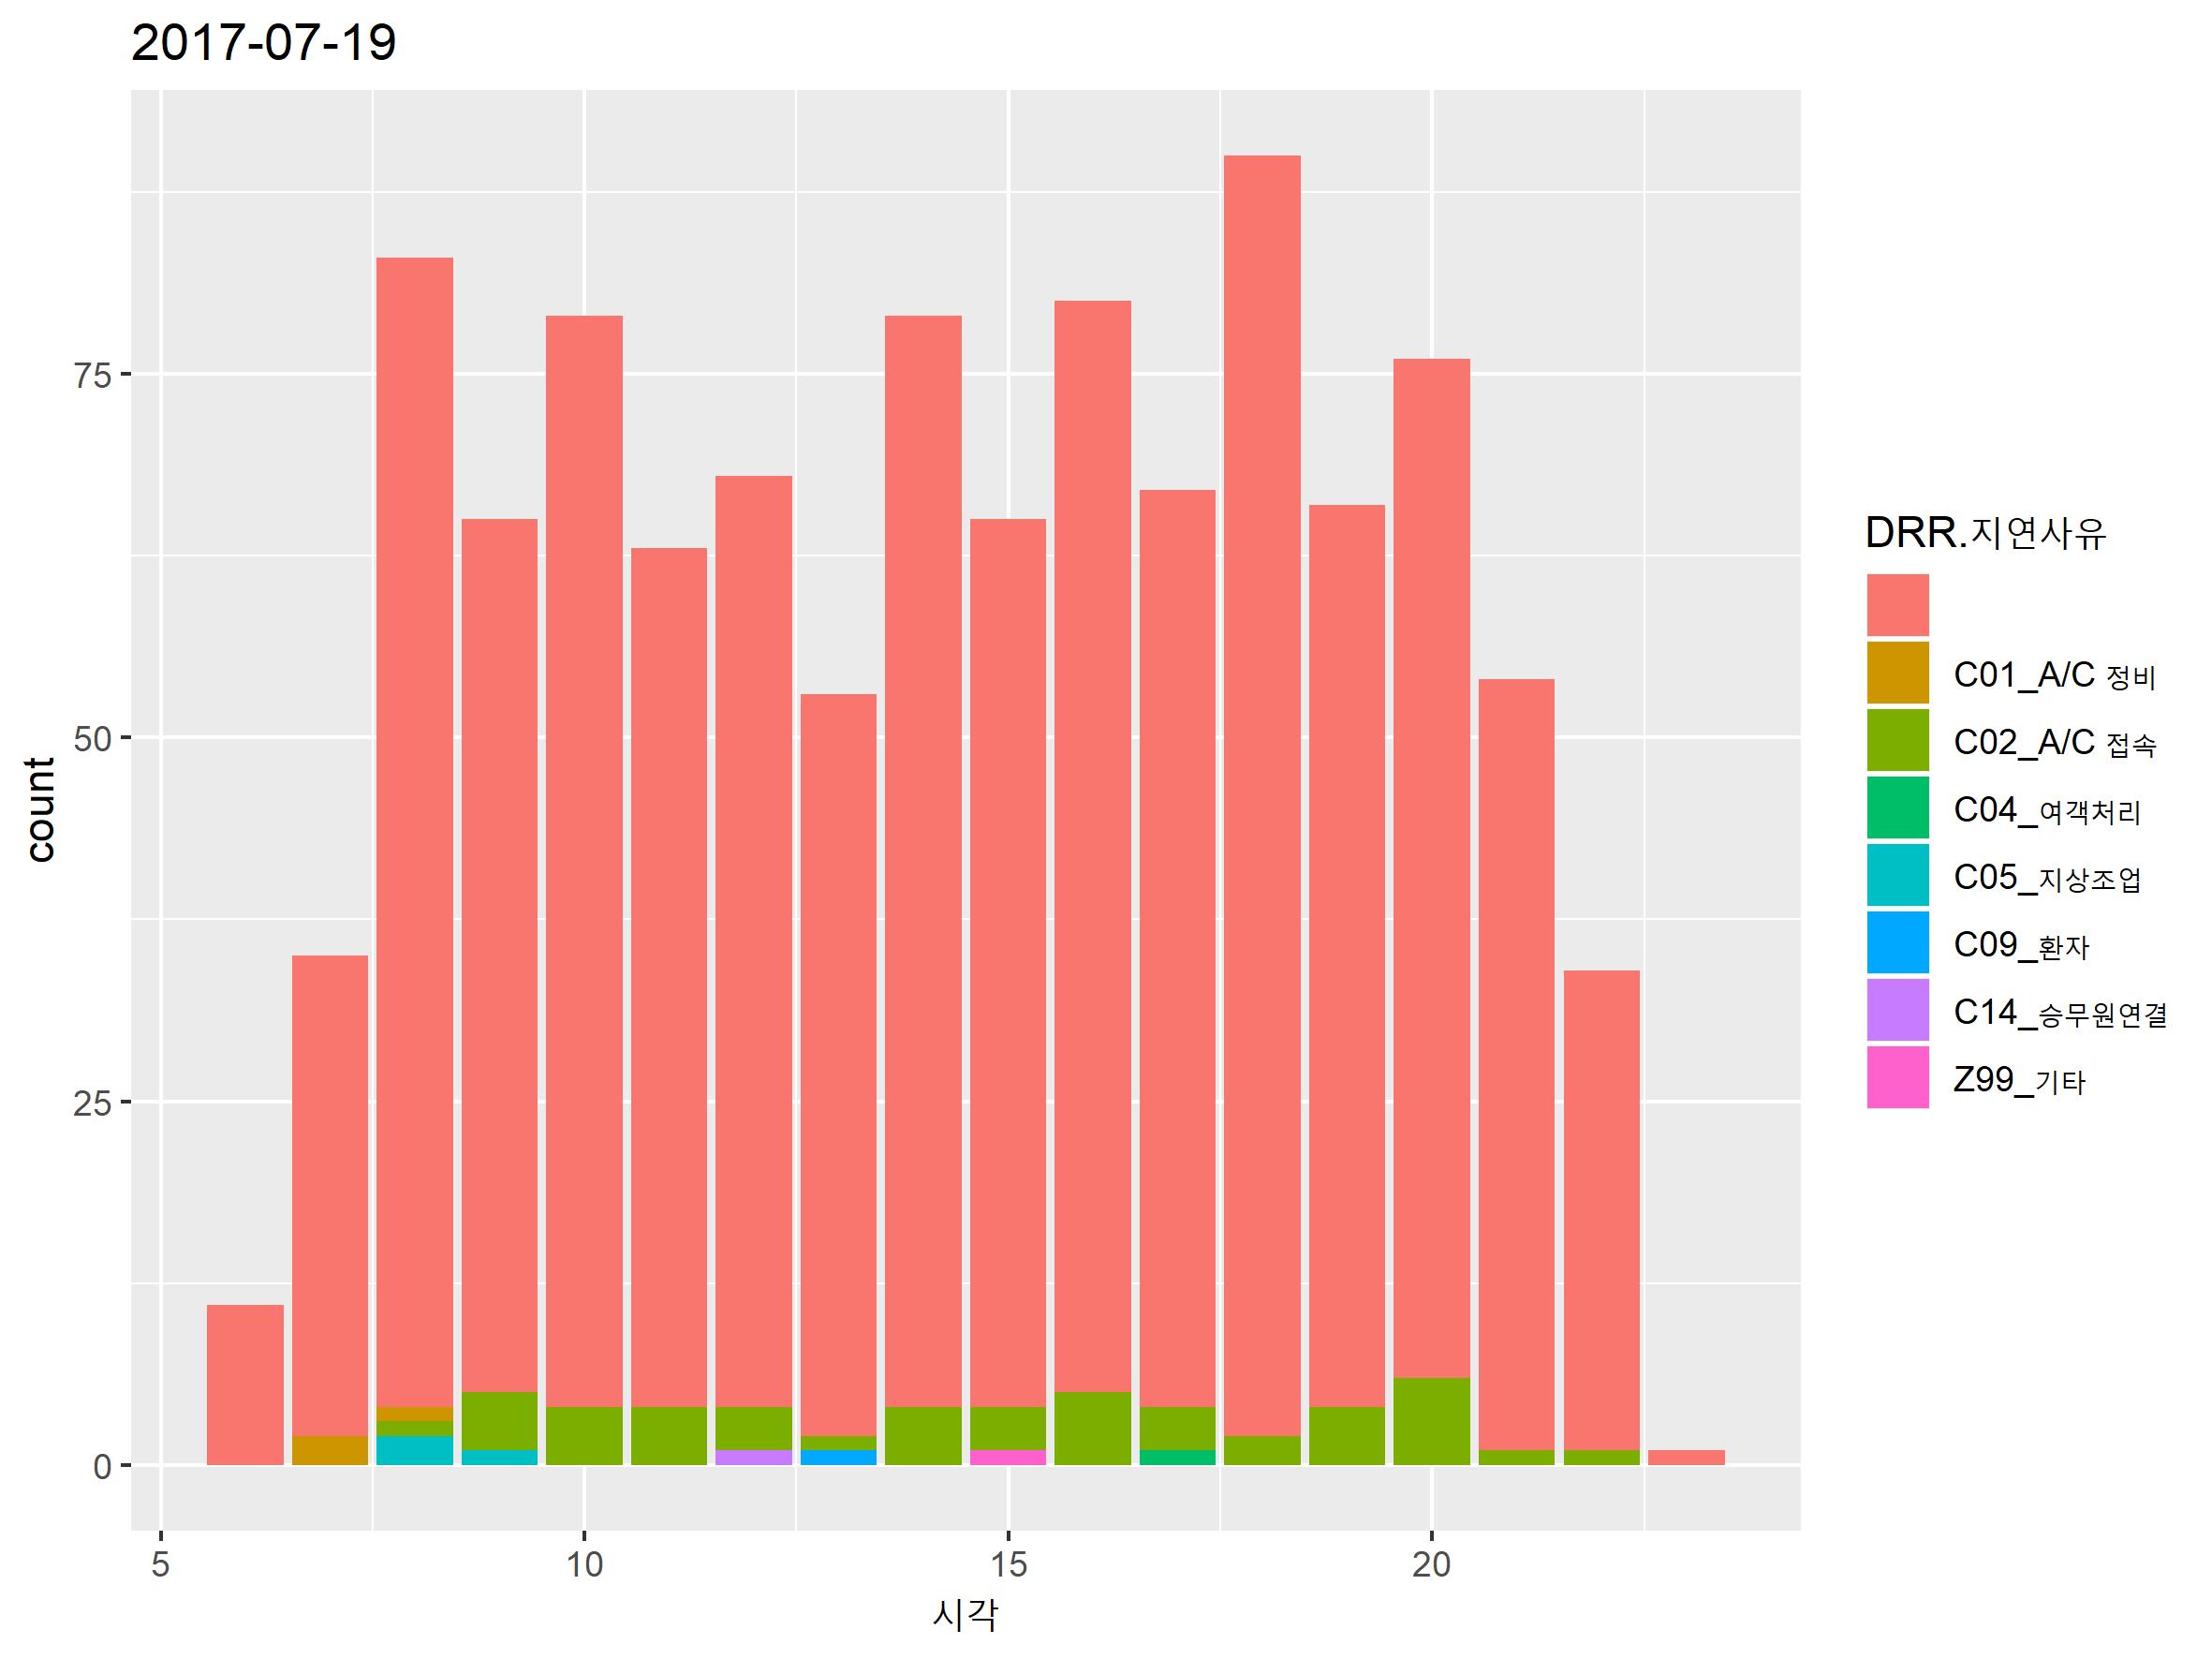 2017-07-19
count
75
50
25
0
5 10 15 20
시각
DRR.지연사유
C01_A/C 정비
C02_A/C 접속
C04_여객처리
C05_지상조업
C09_환자
C14_승무원연결
Z99_기타